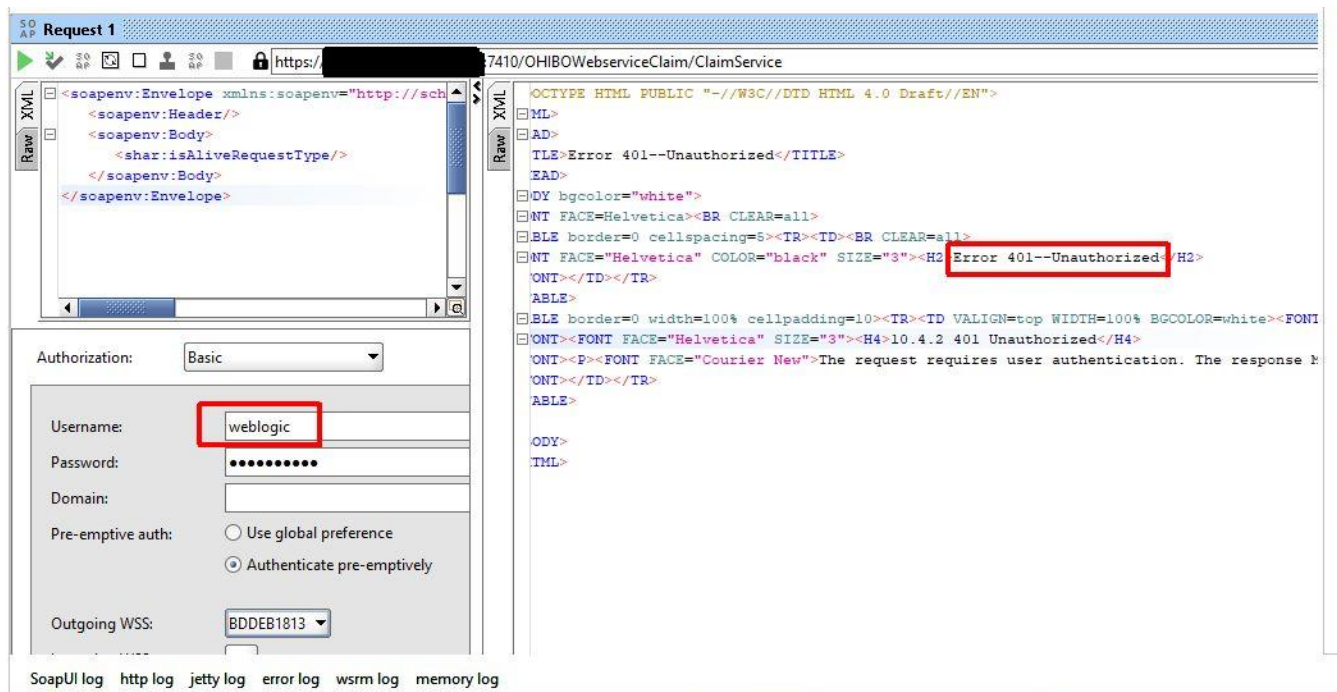 SO AP Request 1
SO AP SO AP https:// :7410/OHIBOWebserviceClaim/ClaimService
XML
Raw
<soapenv:Envelope xmlns:soapenv="http://sch
<soapenv:Header/>
<soapenv:Body>
<shar:isAliveRequestType/>
</soapenv:Body>
</soapenv:Envelope>
Authorization: Basic
Username: weblogic
Password: ••••••••••
Domain:
Pre-emptive auth: Use global preference
Authenticate pre-emptively
Outgoing WSS: BDDEB1813
XML
Raw
OCTYPE HTML PUBLIC "-//W3C//DTD HTML 4.0 Draft//EN">
ML>
AD>
TLE>Error 401--Unauthorized</TITLE>
EAD>
DY bgcolor="white">
NT FACE=Helvetica><BR CLEAR=all>
BLE border=0 cellspacing=5><TR><TD><BR CLEAR=all>
NT FACE="Helvetica" COLOR="black" SIZE="3"><H2>Error 401--Unauthorized</H2>
ONT></TD></TR>
ABLE>
BLE border=0 width=100% cellpadding=10><TR><TD VALIGN=top WIDTH=100% BGCOLOR=white><FONT
ONT><FONT FACE="Helvetica" SIZE="3"><H4>10.4.2 401 Unauthorized</H4>
ONT><P><FONT FACE="Courier New">The request requires user authentication. The response M
ONT></TD></TR>
ABLE>
ODY>
TML>
SoapUI log http log jetty log error log wsrm log memory log